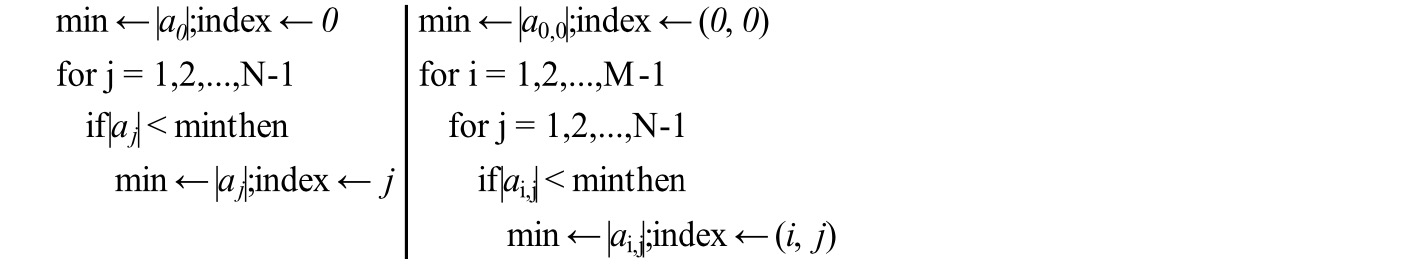 min ← |a0|;index ← 0
for j = 1,2,...,N-1
if|aj| < minthen
min ← |aj|;index ← j
min ← |a0,0|;index ← (0, 0)
for i = 1,2,...,M-1
for j = 1,2,...,N-1
if|ai,j| < minthen
min ← |ai,j|;index ← (i, j)